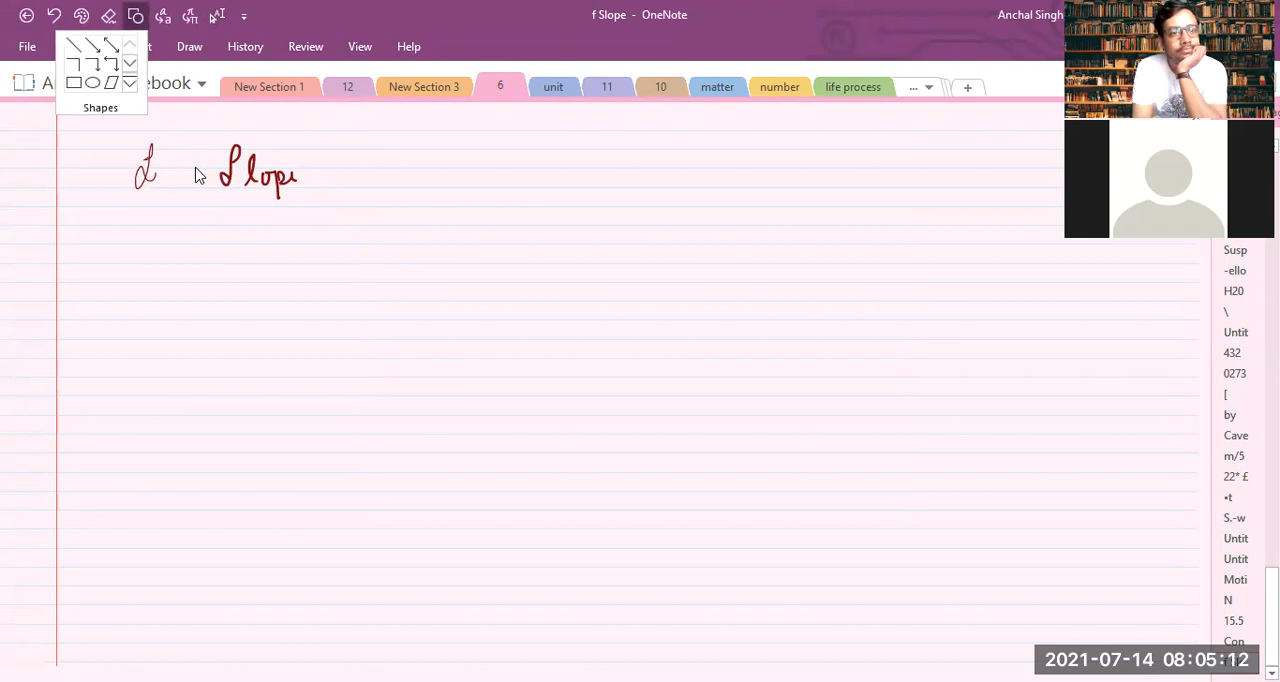 f Slope - OneNote
Anchal Singh
File
Draw
History
Review
View
Help
Shapes
New Section 1
12
New Section 3
6
unit
11
10
matter
number
life process
...
+
Slope
Susp
-ello
H20
\
Untit
432
0273
[
by
Cave
m/5
22* £
•t
S.-w
Untit
Untit
Moti
N
15.5
Con
2021-07-14 08:05:12